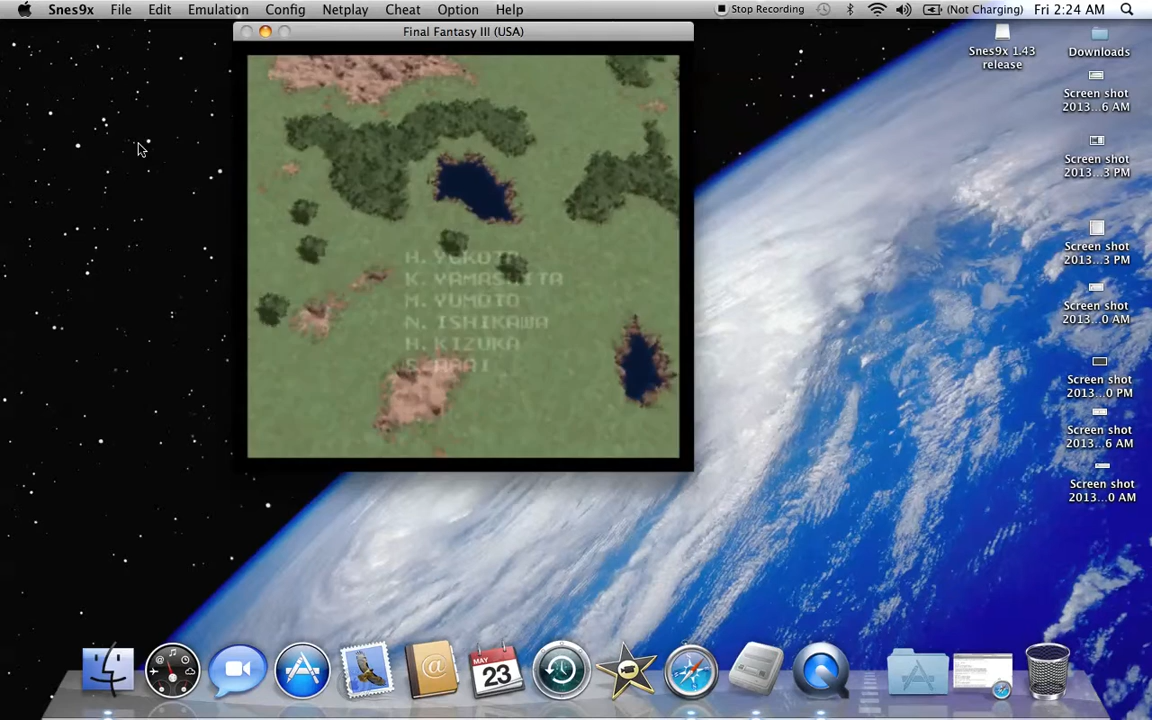 Snes9x File Edit Emulation Config Netplay Cheat Option Help Stop Recording (Not Charging) Fri 2:24 AM
Final Fantasy III (USA)
H. YOKOTA
K. YAMASHITA
M. YUMOTO
N. ISHIKAWA
H. KIZUKA
S. ARAI
Snes9x 1.43
release
Downloads
Screen shot
2013...6 AM
Screen shot
2013...3 PM
Screen shot
2013...3 PM
Screen shot
2013...0 AM
Screen shot
2013...0 PM
Screen shot
2013...6 AM
Screen shot
2013...0 AM
MAY
23